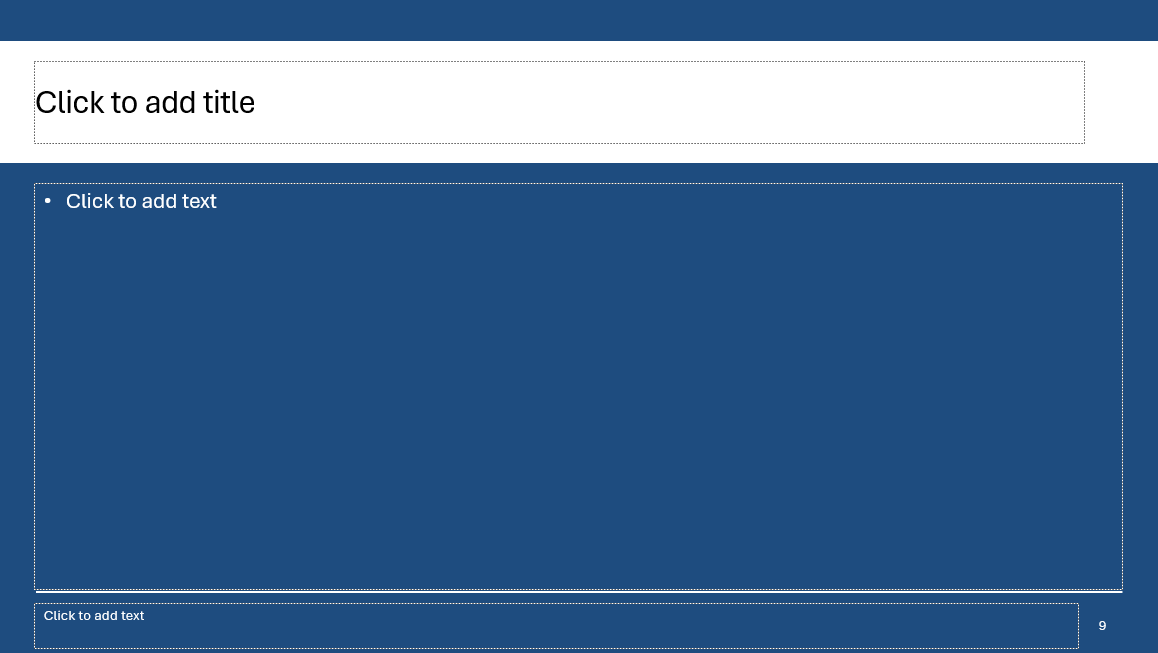 Click to add title
• Click to add text
Click to add text
9